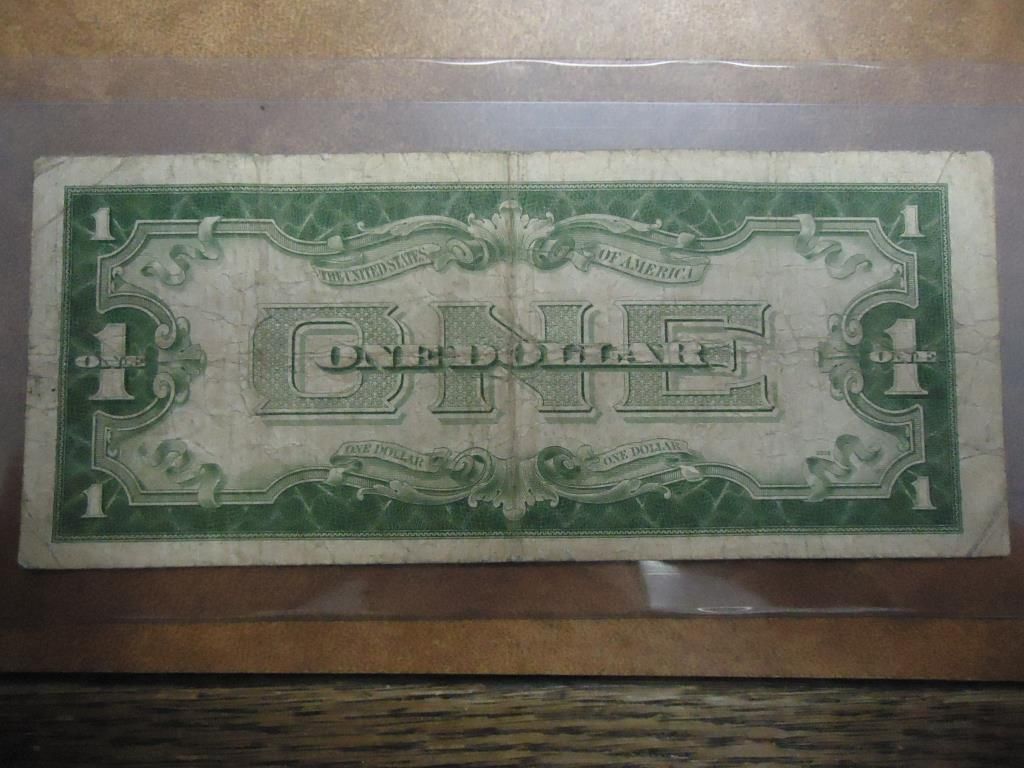 1 1
THE UNITED STATES OF AMERICA
ONE
1 ONE ONE DOLLAR 1 ONE
ONE DOLLAR ONE DOLLAR
1 1